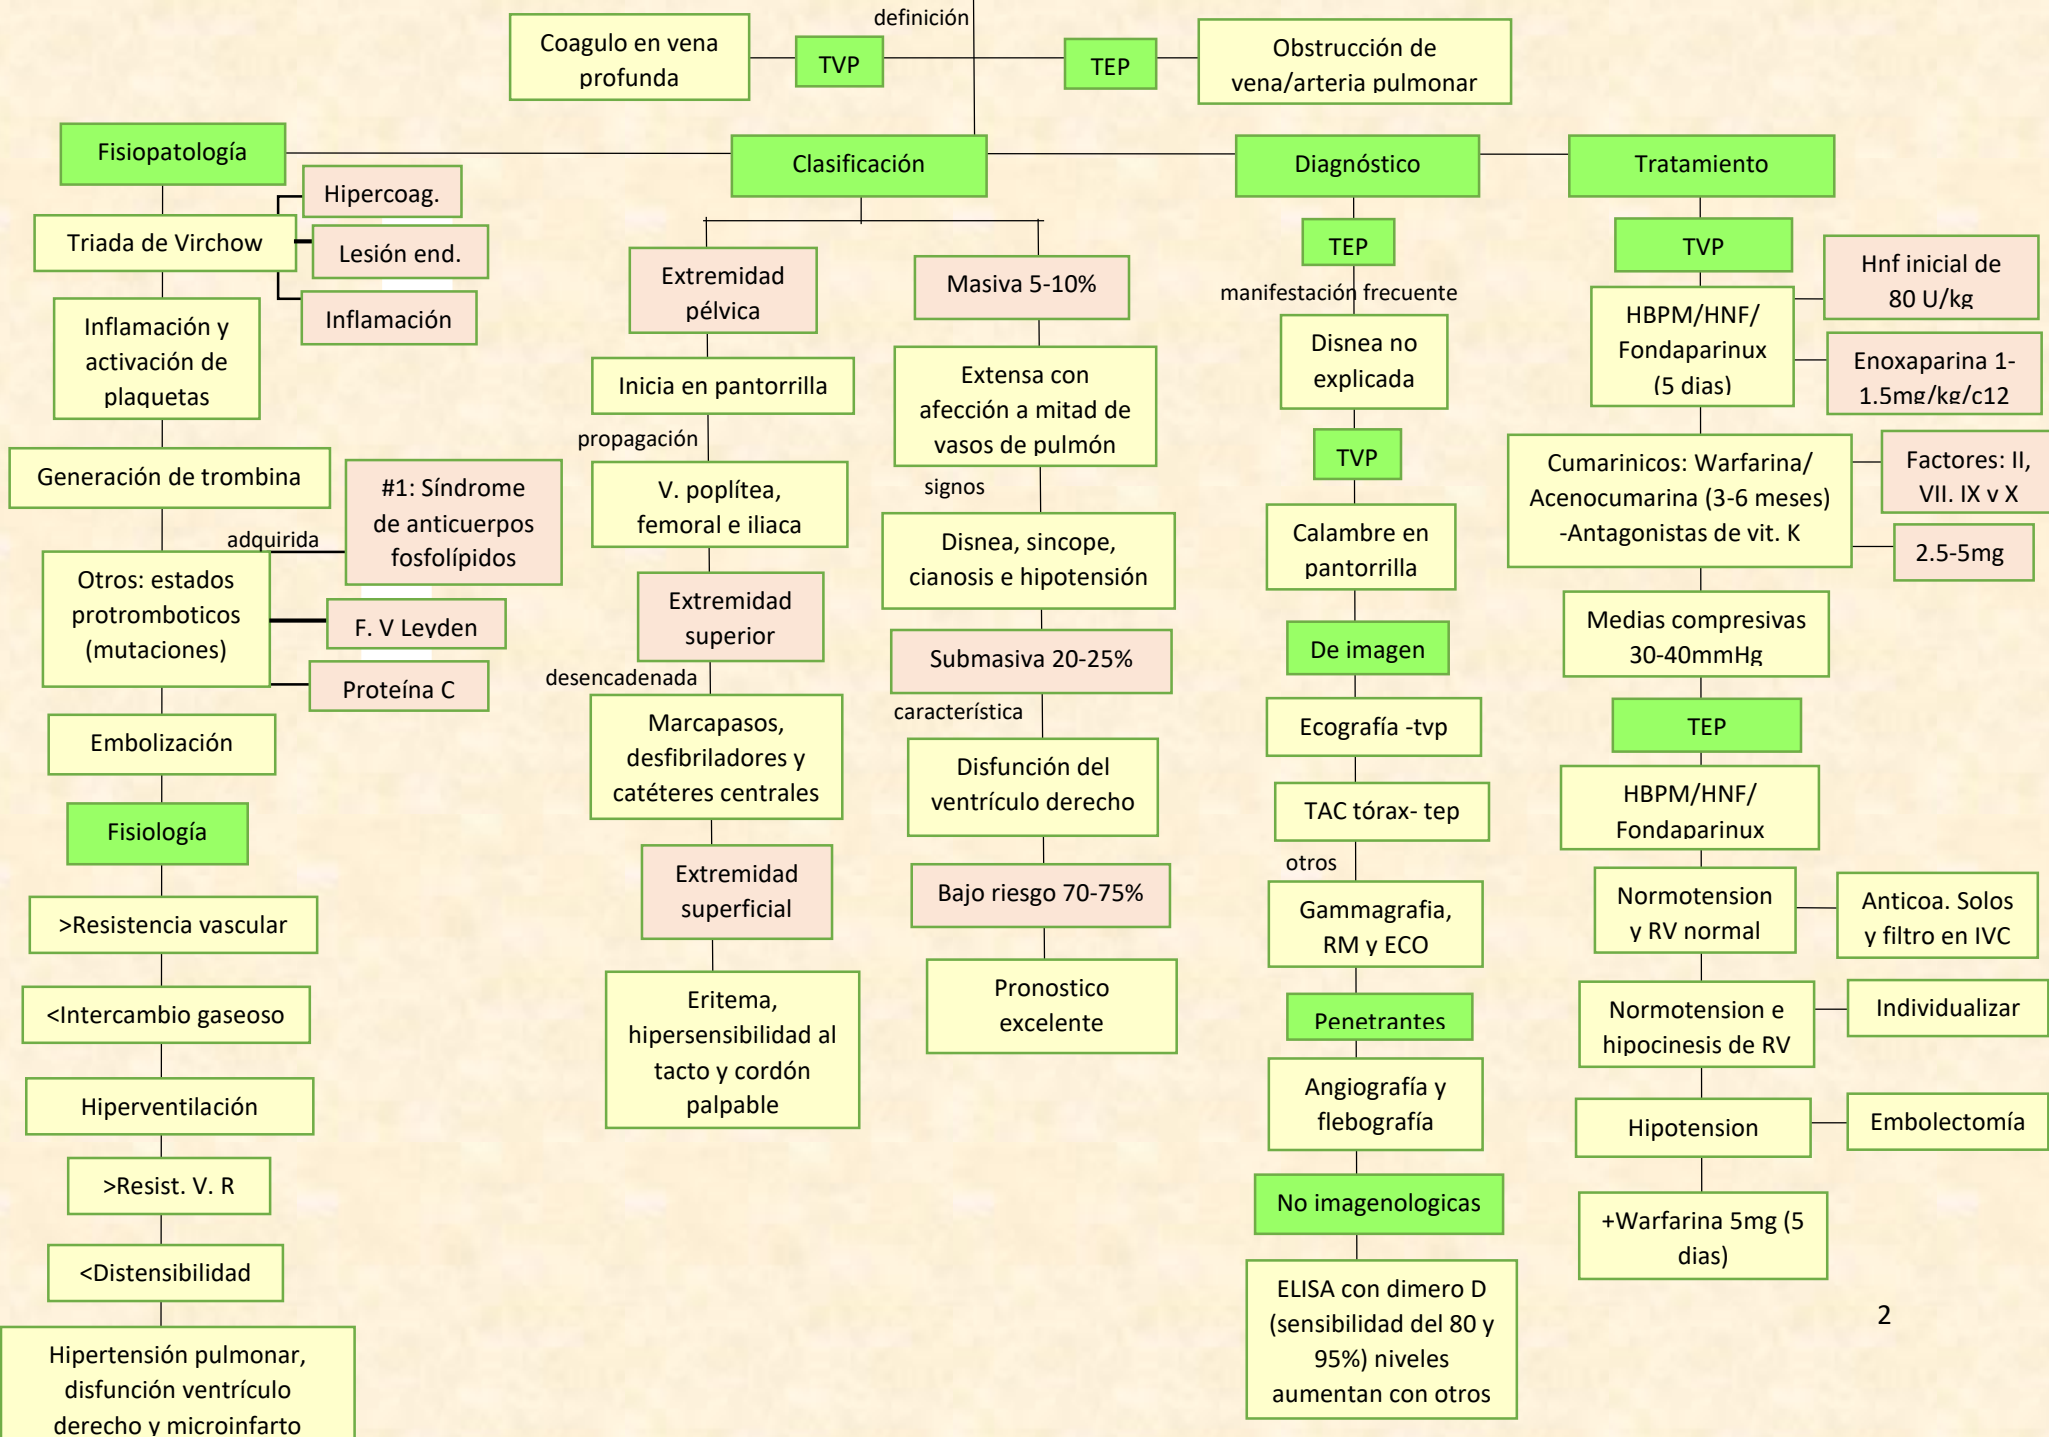 definición
Coagulo en vena
profunda
TVP
TEP
Obstrucción de
vena/arteria pulmonar
Fisiopatología
Hipercoag.
Triada de Virchow
Lesión end.
Inflamación
Inflamación y
activación de
plaquetas
Generación de trombina
adquirida
#1: Síndrome
de anticuerpos
fosfolípidos
Otros: estados
protromboticos
(mutaciones)
F. V Leyden
Proteína C
Embolización
Fisiología
>Resistencia vascular
<Intercambio gaseoso
Hiperventilación
>Resist. V. R
<Distensibilidad
Hipertensión pulmonar,
disfunción ventrículo
derecho y microinfarto
Clasificación
Extremidad
pélvica
Inicia en pantorrilla
propagación
V. poplítea,
femoral e iliaca
Extremidad
superior
desencadenada
Marcapasos,
desfibriladores y
catéteres centrales
Extremidad
superficial
Eritema,
hipersensibilidad al
tacto y cordón
palpable
Masiva 5-10%
Extensa con
afección a mitad de
vasos de pulmón
signos
Disnea, sincope,
cianosis e hipotensión
Submasiva 20-25%
característica
Disfunción del
ventrículo derecho
Bajo riesgo 70-75%
Pronostico
excelente
Diagnóstico
TEP
manifestación frecuente
Disnea no
explicada
TVP
Calambre en
pantorrilla
De imagen
Ecografía -tvp
TAC tórax- tep
otros
Gammagrafia,
RM y ECO
Penetrantes
Angiografía y
flebografía
No imagenologicas
ELISA con dimero D
(sensibilidad del 80 y
95%) niveles
aumentan con otros
Tratamiento
TVP
Hnf inicial de
80 U/kg
HBPM/HNF/
Fondaparinux
(5 dias)
Enoxaparina 1-
1.5mg/kg/c12
Cumarinicos: Warfarina/
Acenocumarina (3-6 meses)
-Antagonistas de vit. K
Factores: II,
VII. IX y X
2.5-5mg
Medias compresivas
30-40mmHg
TEP
HBPM/HNF/
Fondaparinux
Normotension
y RV normal
Anticoa. Solos
y filtro en IVC
Normotension e
hipocinesis de RV
Individualizar
Hipotension
Embolectomía
+Warfarina 5mg (5
dias)
2